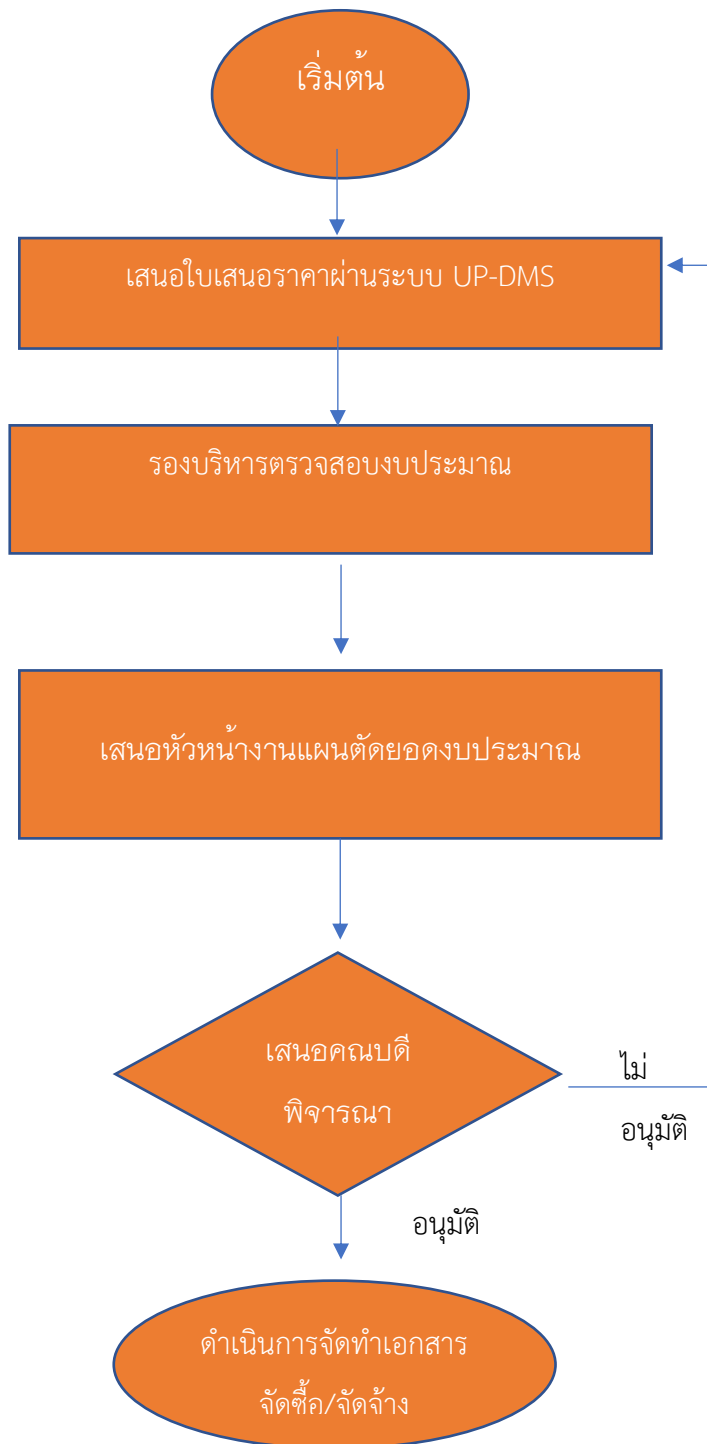 เริ่มต้น
เสนอใบเสนอราคาผ่านระบบ UP-DMS
รองบริหารตรวจสอบงบประมาณ
เสนอหัวหน้างานแผนตัดยอดงบประมาณ
เสนอคณบดี
พิจารณา
ไม่
อนุมัติ
อนุมัติ
ดำเนินการจัดทำเอกสาร
จัดซื้อ/จัดจ้าง